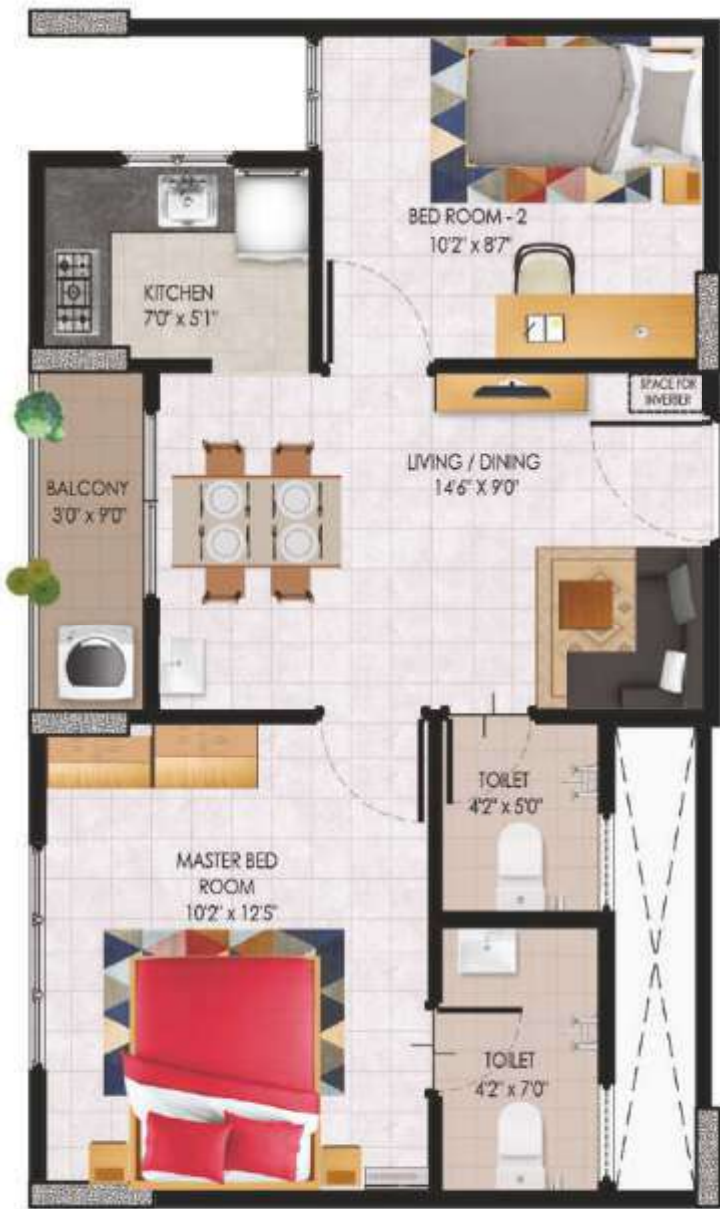 BED ROOM - 2
10'2" x 8'7"
KITCHEN
7'0" x 5'1"
SPACE FOR
INVERTER
LIVING / DINING
14'6" X 9'0"
BALCONY
3'0" x 9'0"
TOILET
4'2" x 5'0"
MASTER BED
ROOM
10'2" x 12'5"
TOILET
4'2" x 7'0"